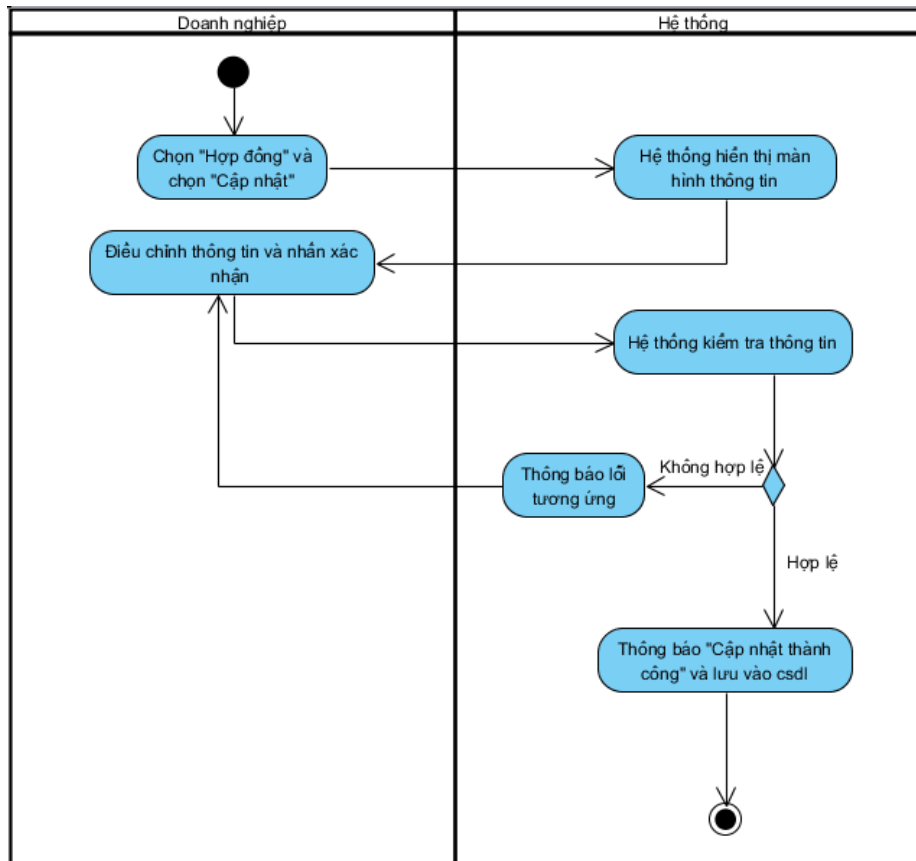 Doanh nghiệp
Hệ thống
Chọn "Hợp đồng" và
chọn "Cập nhật"
Hệ thống hiển thị màn
hình thông tin
Điều chỉnh thông tin và nhấn xác
nhận
Hệ thống kiểm tra thông tin
Không hợp lệ
Thông báo lỗi
tương ứng
Hợp lệ
Thông báo "Cập nhật thành
công" và lưu vào csdl